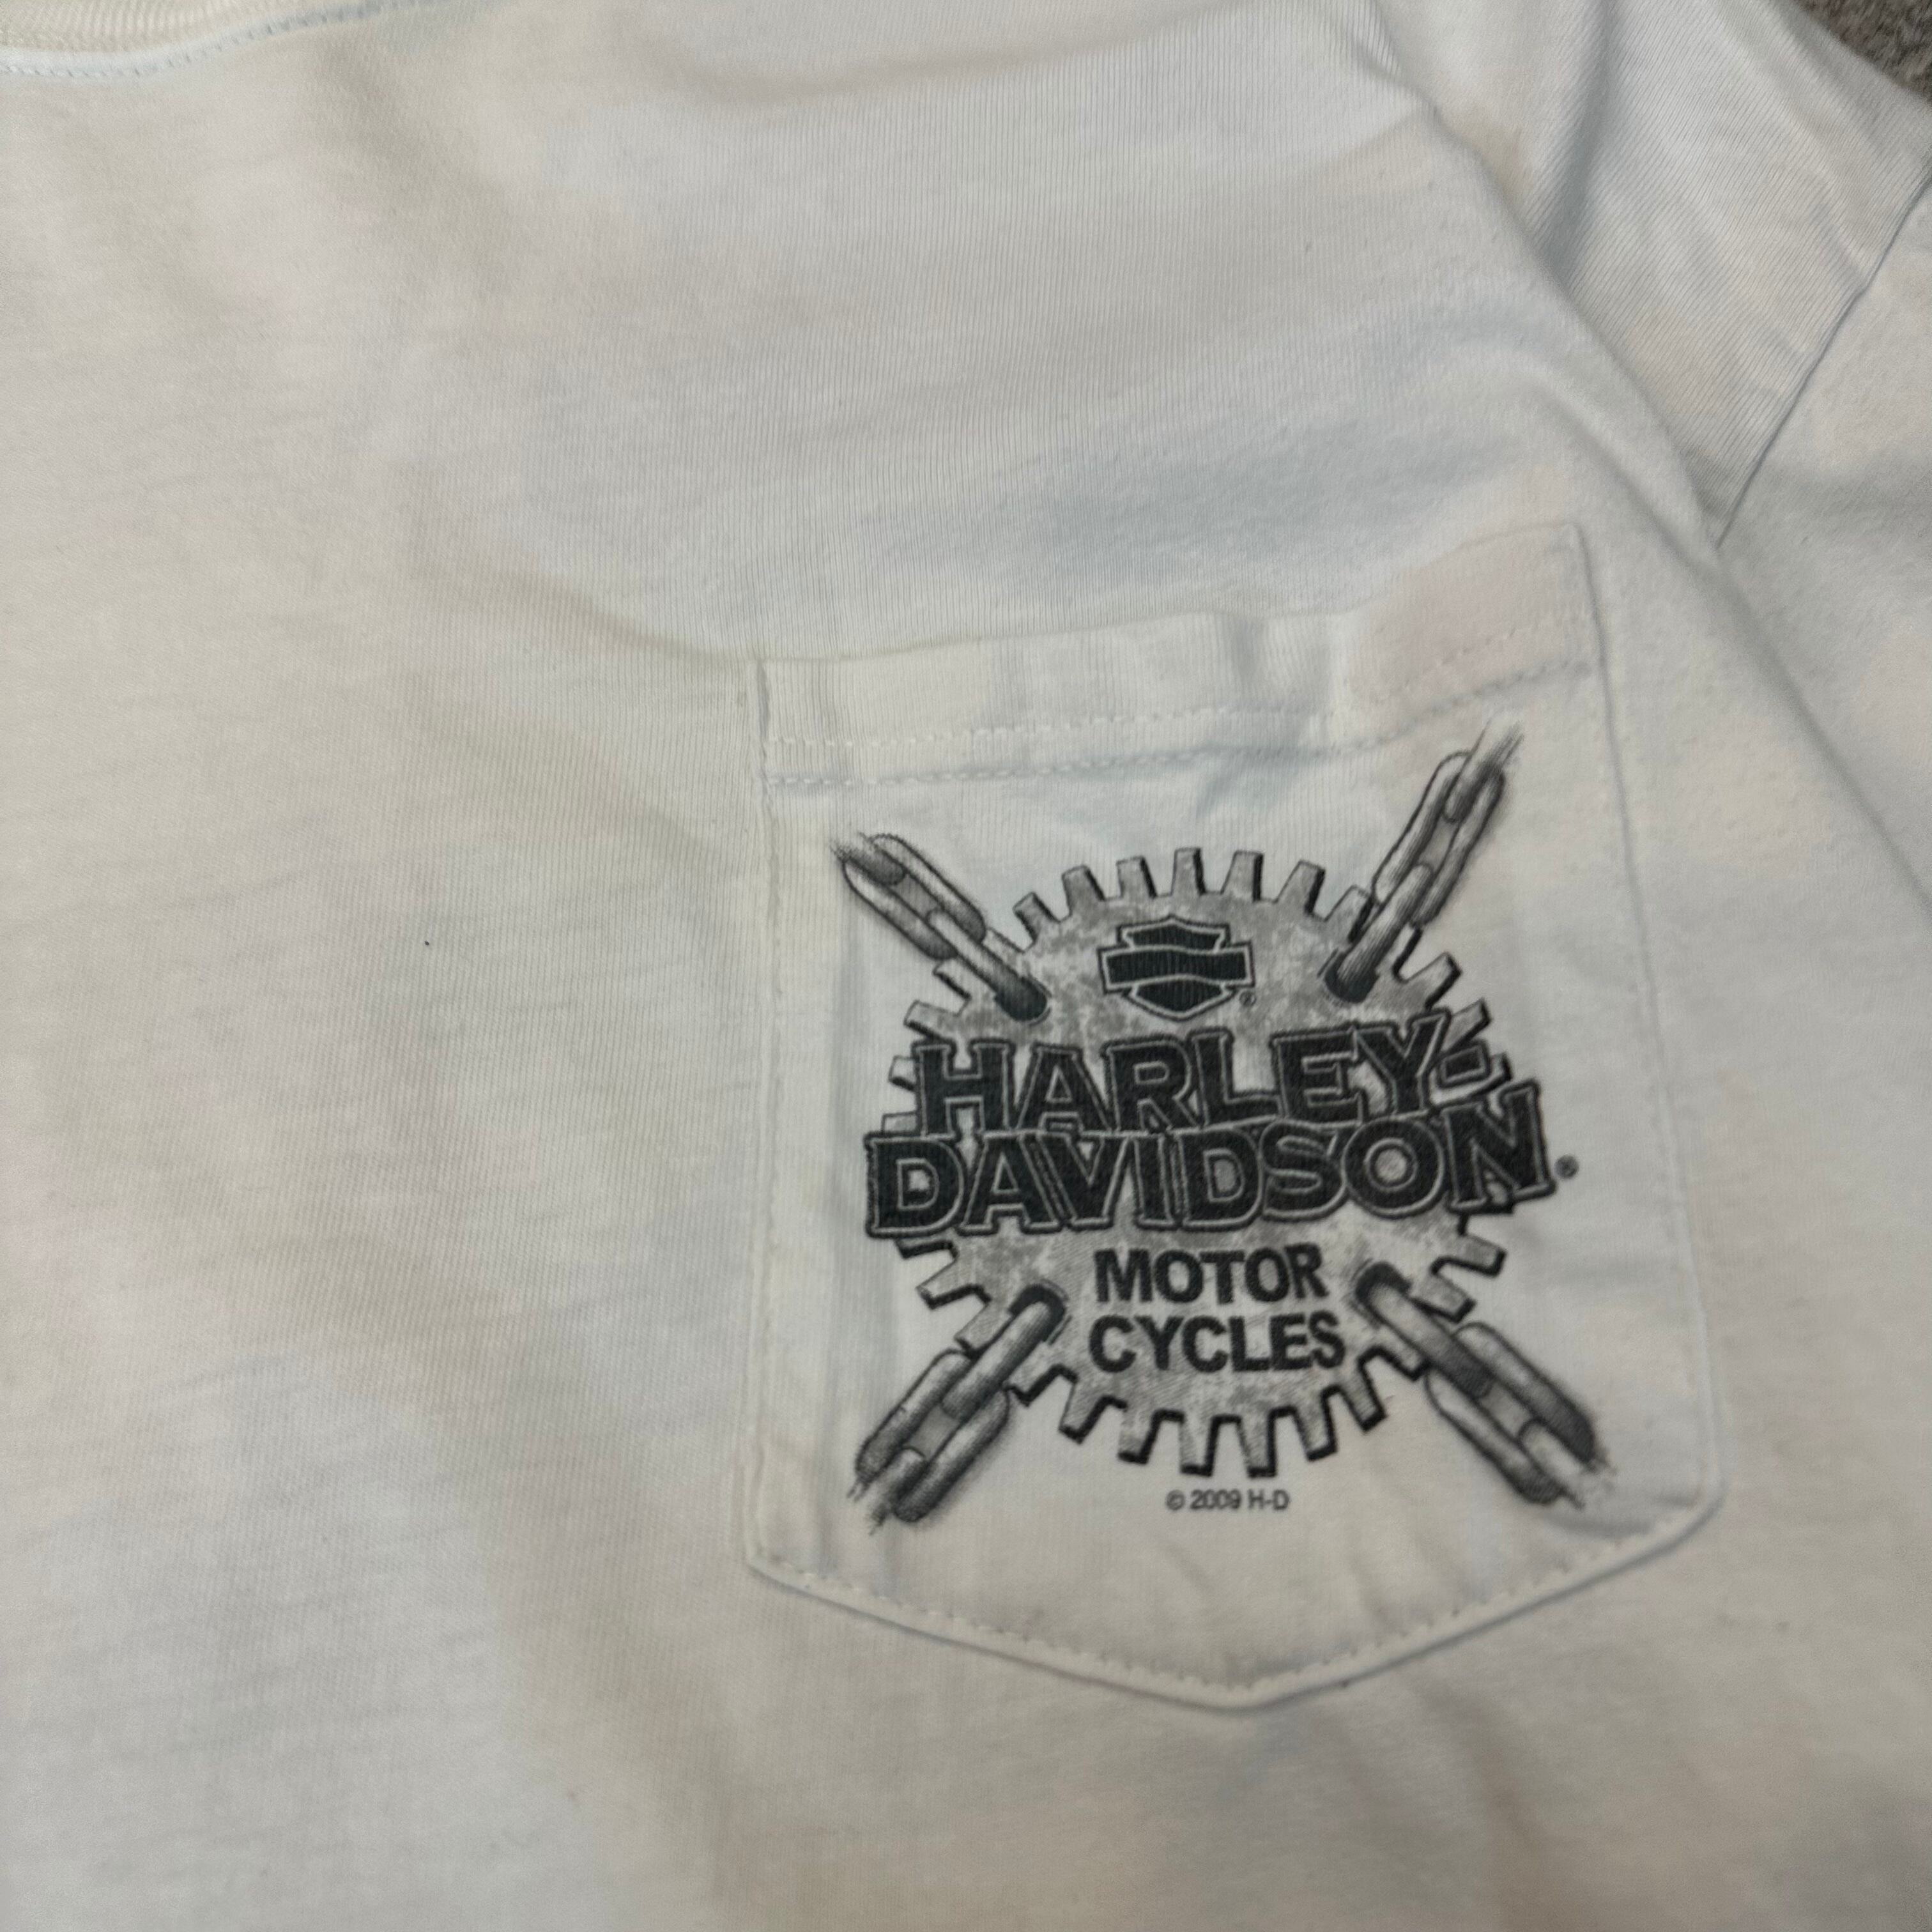 ®
HARLEY-
DAVIDSON®
MOTOR
CYCLES
© 2009 H-D